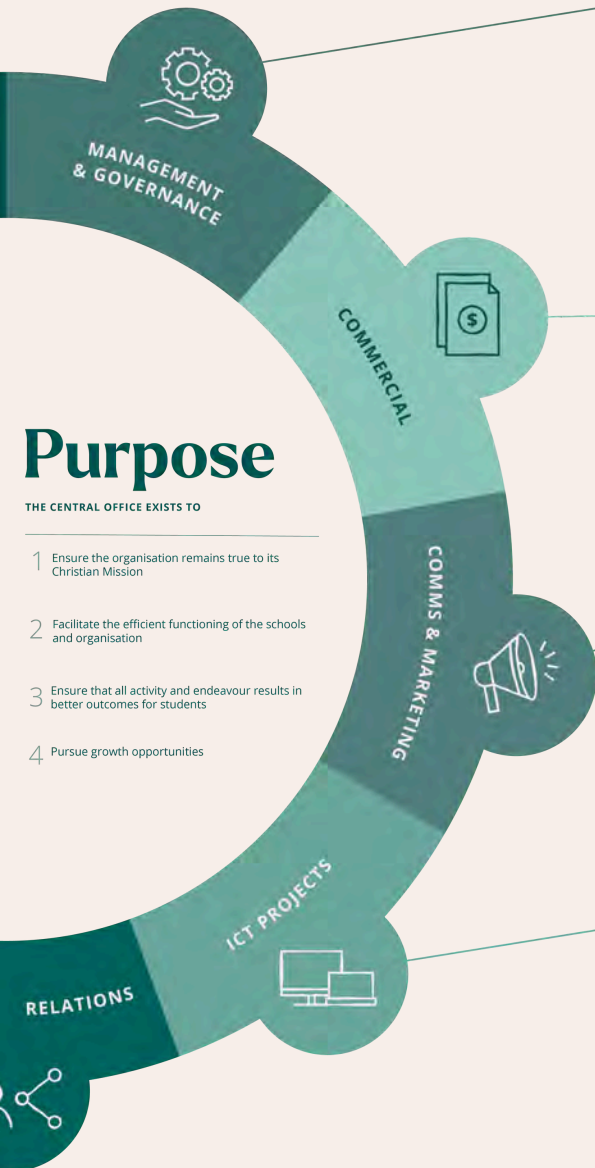 MANAGEMENT
& GOVERNANCE
$
COMMERCIAL
Purpose
THE CENTRAL OFFICE EXISTS TO
1 Ensure the organisation remains true to its
Christian Mission
2 Facilitate the efficient functioning of the schools
and organisation
3 Ensure that all activity and endeavour results in
better outcomes for students
4 Pursue growth opportunities
COMMS & MARKETING
ICT PROJECTS
RELATIONS